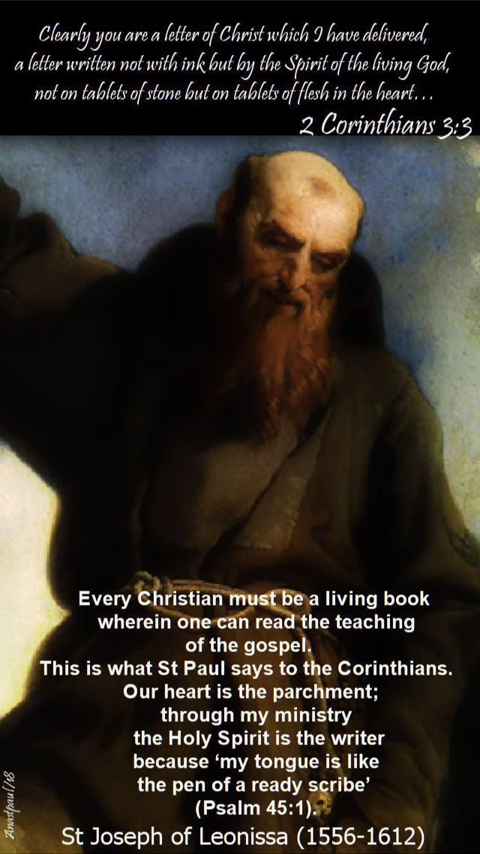 Clearly you are a letter of Christ which I have delivered,
a letter written not with ink but by the Spirit of the living God,
not on tablets of stone but on tablets of flesh in the heart…
2 Corinthians 3:3
Every Christian must be a living book
wherein one can read the teaching
of the gospel.
This is what St Paul says to the Corinthians.
Our heart is the parchment;
through my ministry
the Holy Spirit is the writer
because ‘my tongue is like
the pen of a ready scribe’
(Psalm 45:1).
St Joseph of Leonissa (1556-1612)
Anastpaul/18